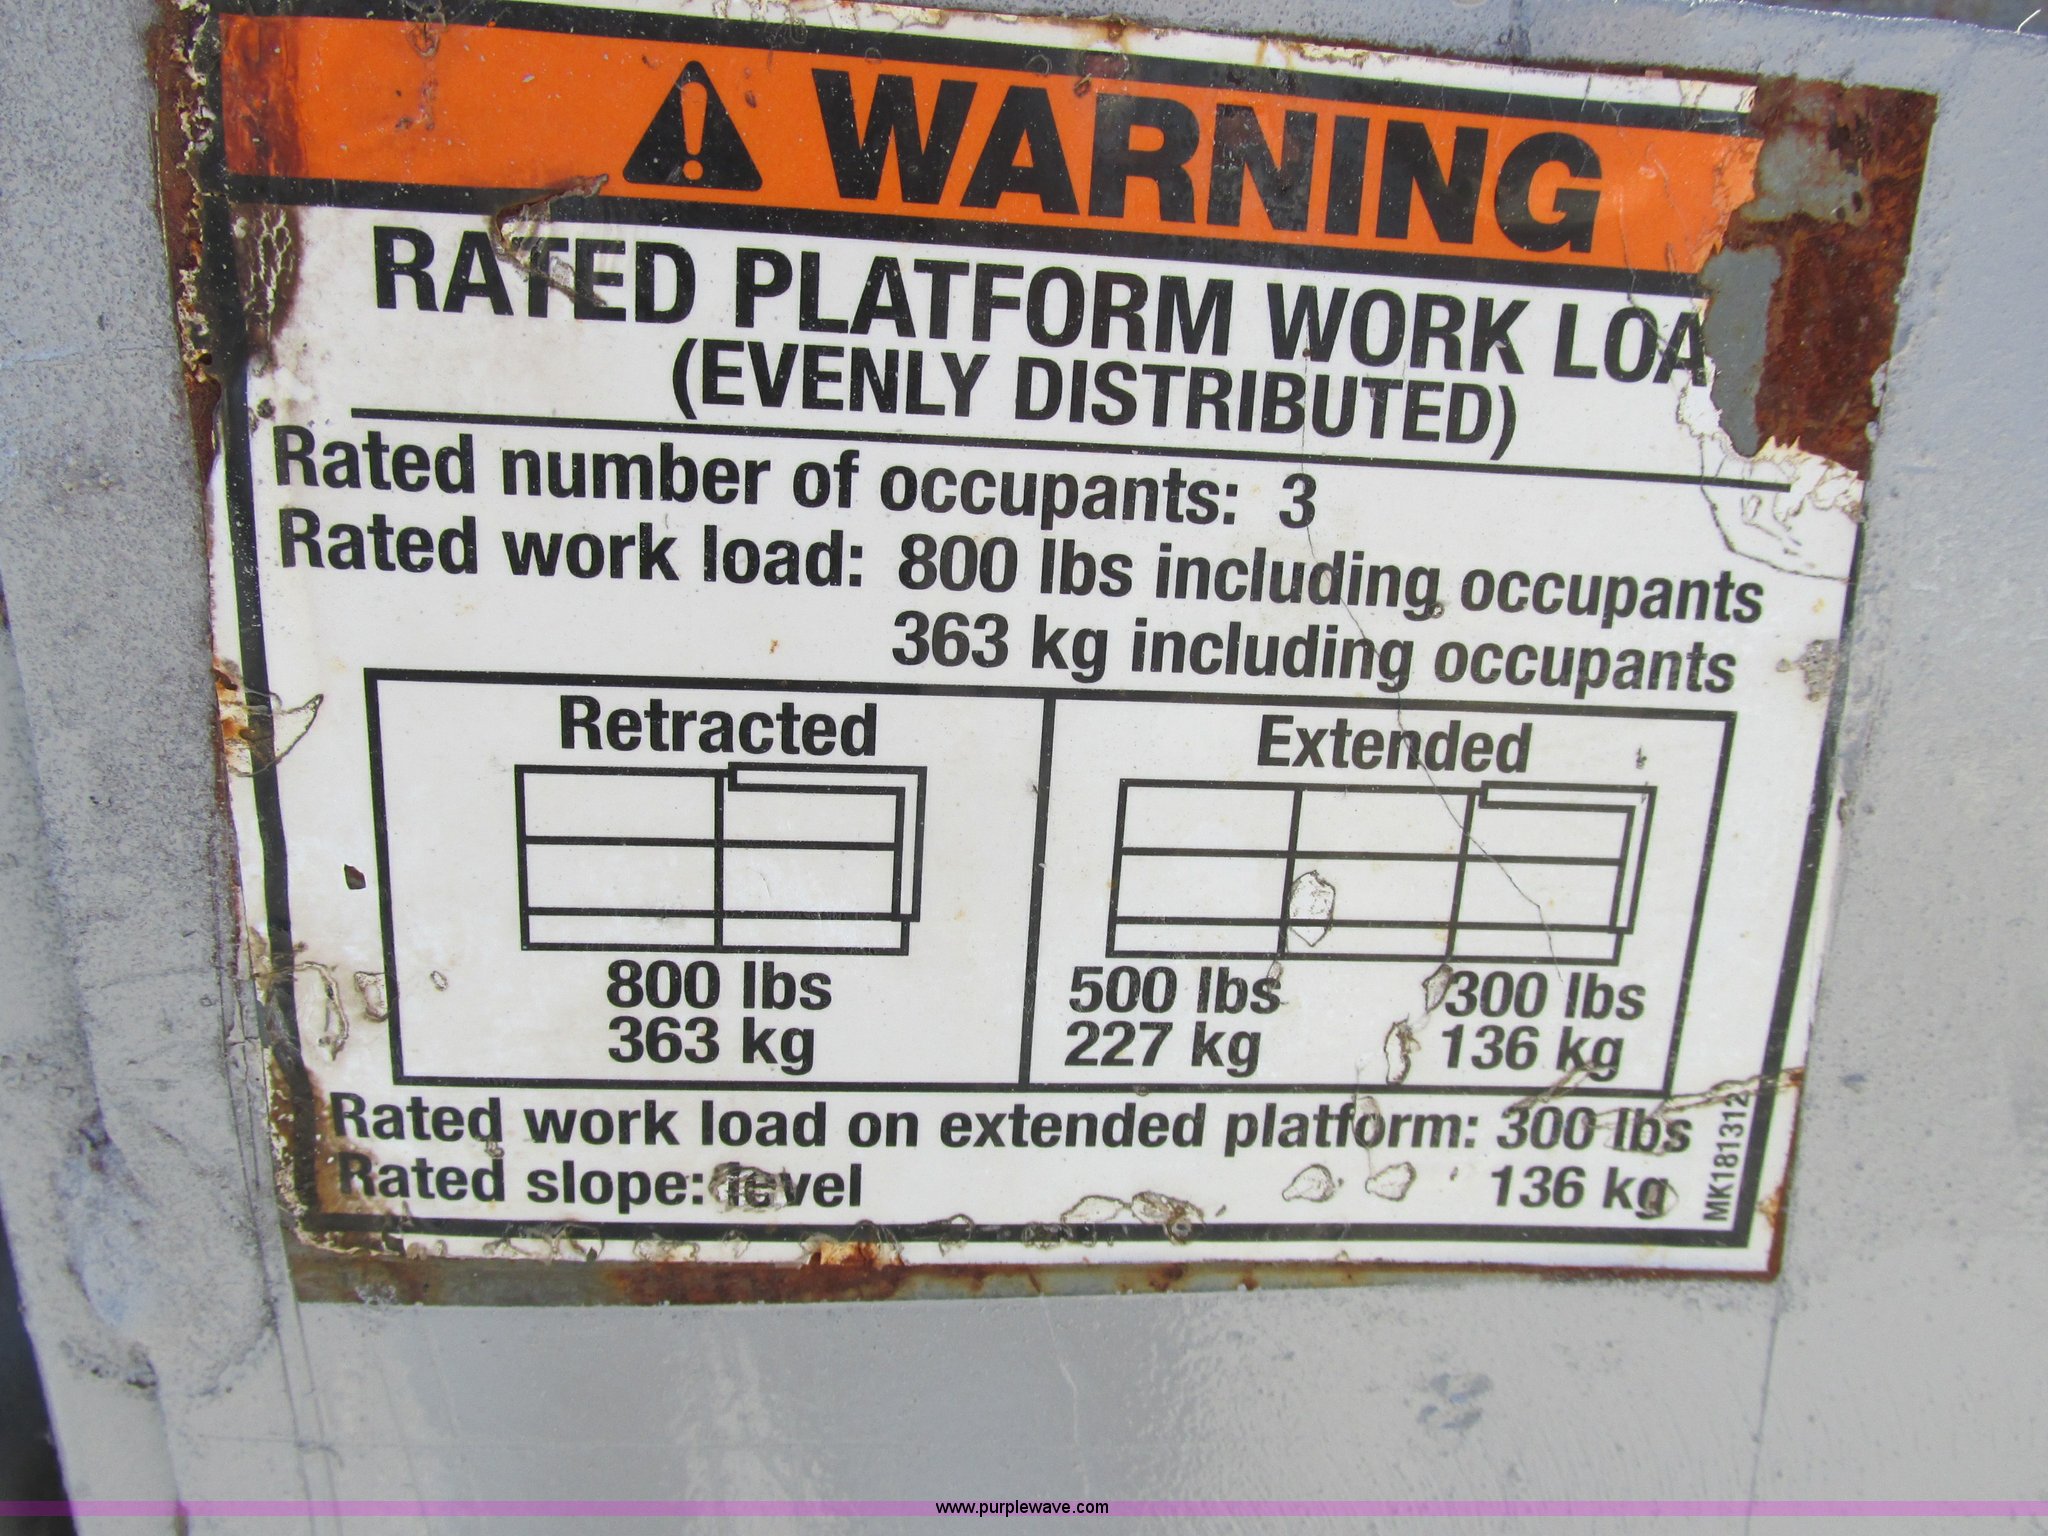 WARNING
RATED PLATFORM WORK LOA
(EVENLY DISTRIBUTED)
Rated number of occupants: 3
Rated work load: 800 lbs including occupants
363 kg including occupants
Retracted
800 lbs
363 kg
Extended
500 lbs 300 lbs
227 kg 136 kg
Rated work load on extended platform: 300 lbs
Rated slope: level 136 kg
MK181312
www.purplewave.com